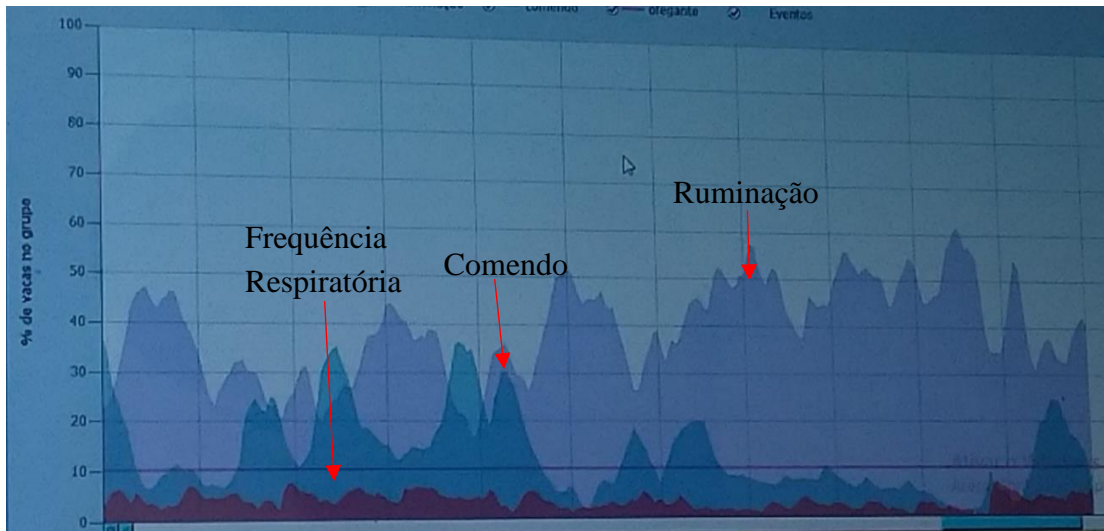 comendo ofegante Eventos
100
90
80
70
60
50
40
30
20
10
0
% de vacas no grupo
Ruminação
Frequência
Respiratória
Comendo